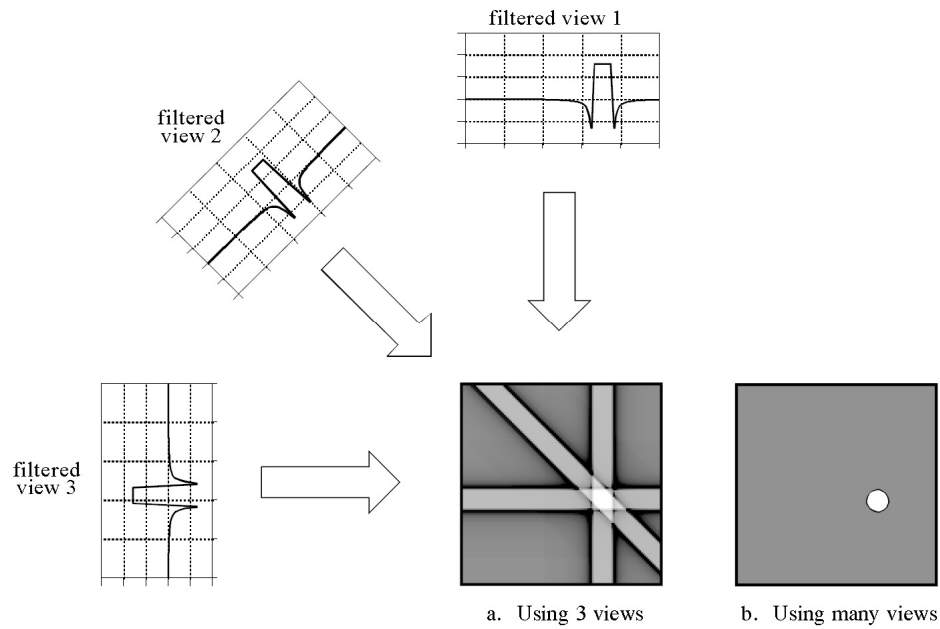 filtered view 1
filtered
view 2
filtered
view 3
a. Using 3 views
b. Using many views